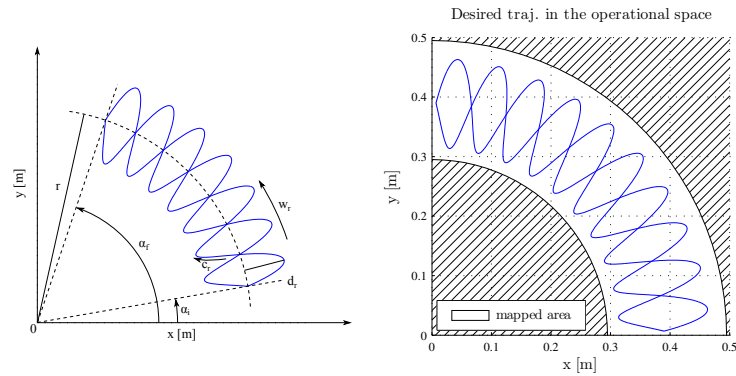 y [m]
r
α_f
w_r
c_r
d_r
α_i
0
x [m]
Desired traj. in the operational space
0.5
0.4
0.3
0.2
0.1
0
y [m]
mapped area
0 0.1 0.2 0.3 0.4 0.5
x [m]